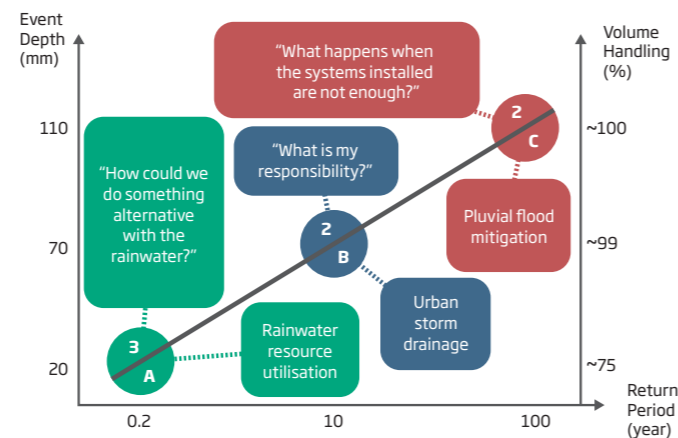 Event
Depth
(mm)
Volume
Handling
(%)
“What happens when
the systems installed
are not enough?”
2
C
110
~100
“How could we
do something
alternative
with the
rainwater?”
“What is my
responsibility?”
Pluvial flood
mitigation
2
B
70
~99
Urban
storm
drainage
3
A
Rainwater
resource
utilisation
20
~75
Return
Period
(year)
0.2
10
100